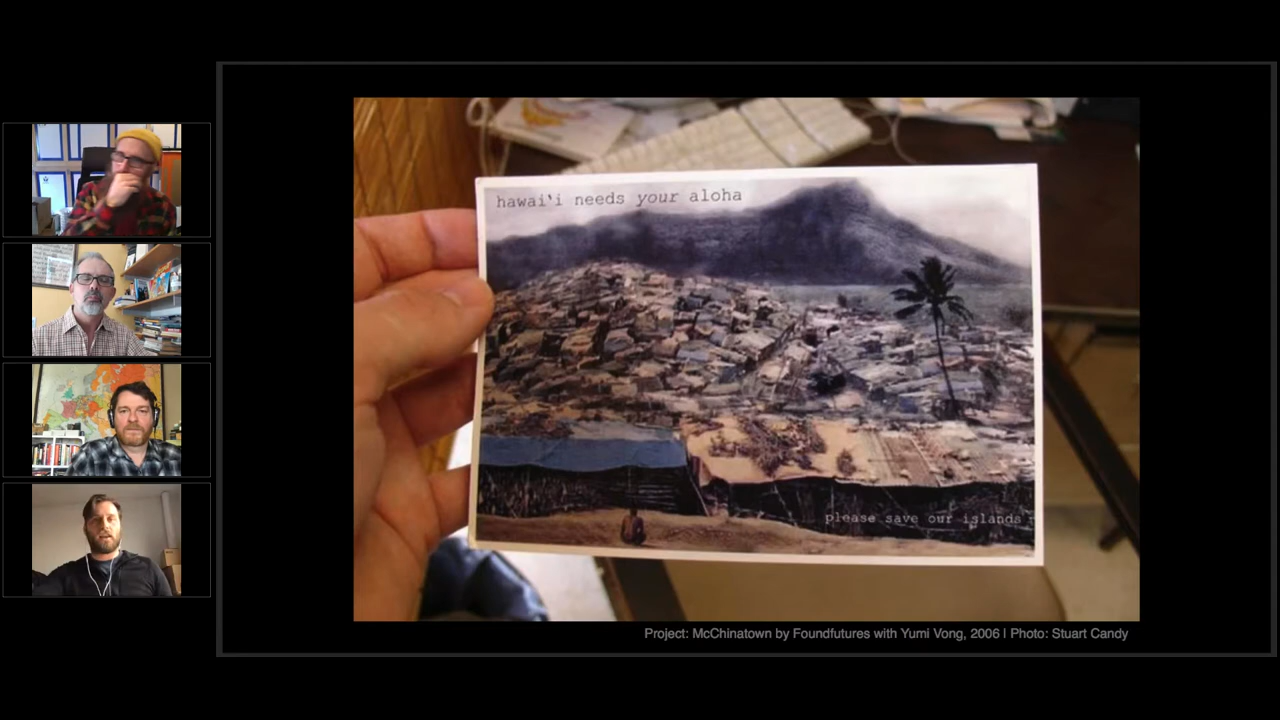 hawai'i needs your aloha
please save our islands
Project: McChinatown by Foundfutures with Yumi Vong, 2006 | Photo: Stuart Candy